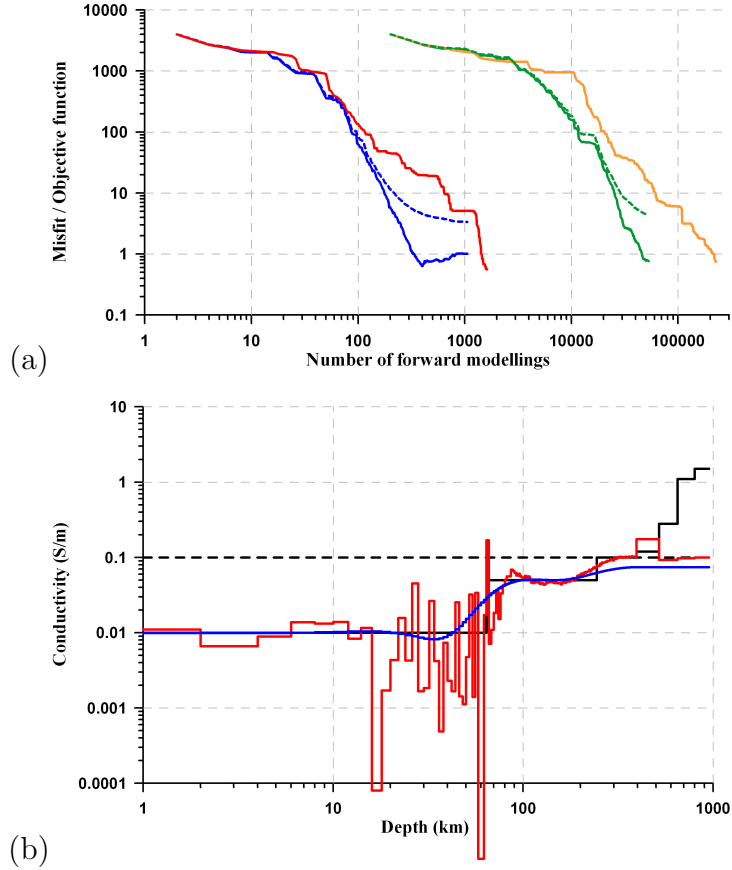 10000
1000
100
10
1
0.1
Misfit / Objective function
1 10 100 1000 10000 100000
Number of forward modellings
(a)
10
1
0.1
0.01
0.001
0.0001
Conductivity (S/m)
1 10 100 1000
Depth (km)
(b)